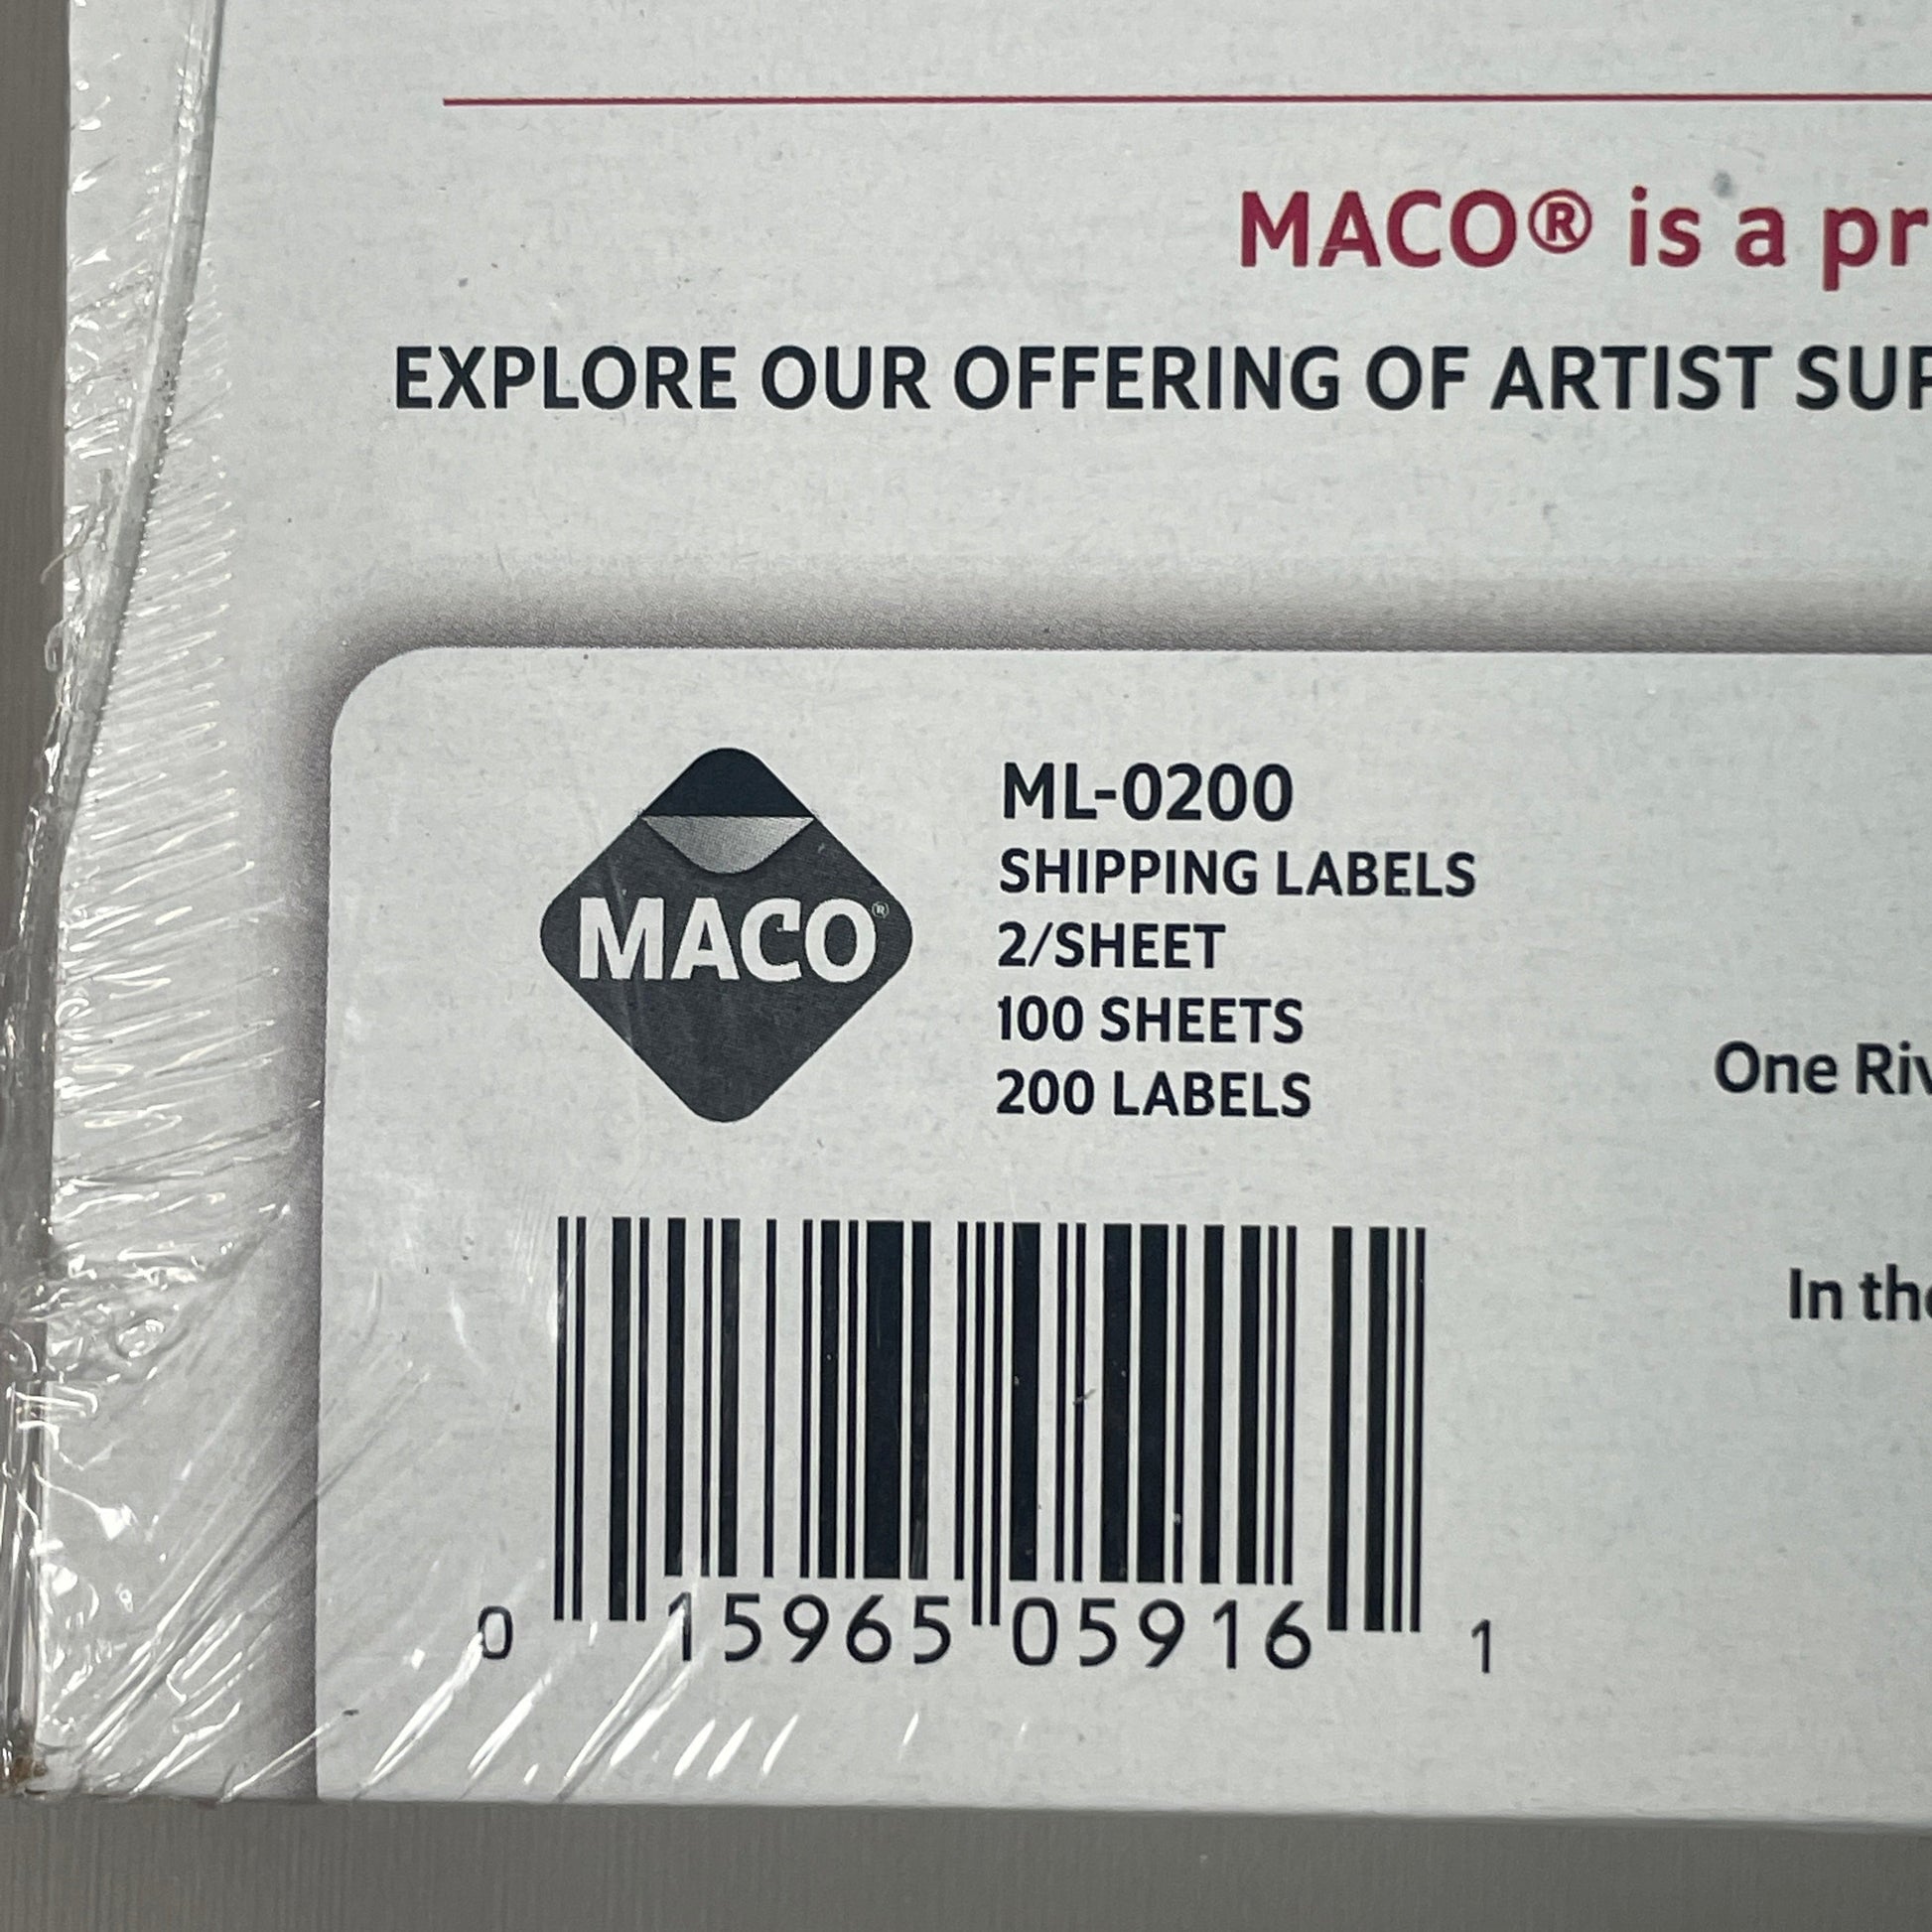 MACO® is a pr
EXPLORE OUR OFFERING OF ARTIST SUP
MACO®
ML-0200
SHIPPING LABELS
2/SHEET
100 SHEETS
200 LABELS
One Riv
In the
0 15965 05916 1